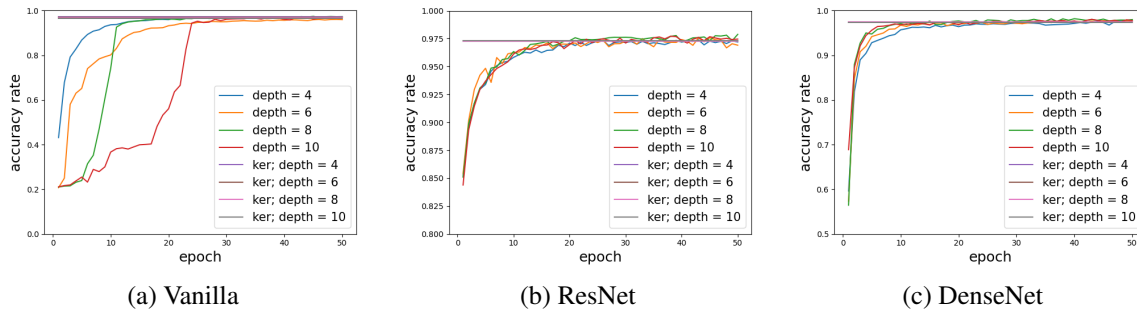 1.0
0.8
0.6
0.4
0.2
0.0
accuracy rate
0
10
20
30
40
50
epoch
depth = 4
depth = 6
depth = 8
depth = 10
ker; depth = 4
ker; depth = 6
ker; depth = 8
ker; depth = 10
(a) Vanilla
1.000
0.975
0.950
0.925
0.900
0.875
0.850
0.825
0.800
accuracy rate
0
10
20
30
40
50
epoch
depth = 4
depth = 6
depth = 8
depth = 10
ker; depth = 4
ker; depth = 6
ker; depth = 8
ker; depth = 10
(b) ResNet
1.0
0.9
0.8
0.7
0.6
0.5
accuracy rate
0
10
20
30
40
50
epoch
depth = 4
depth = 6
depth = 8
depth = 10
ker; depth = 4
ker; depth = 6
ker; depth = 8
ker; depth = 10
(c) DenseNet